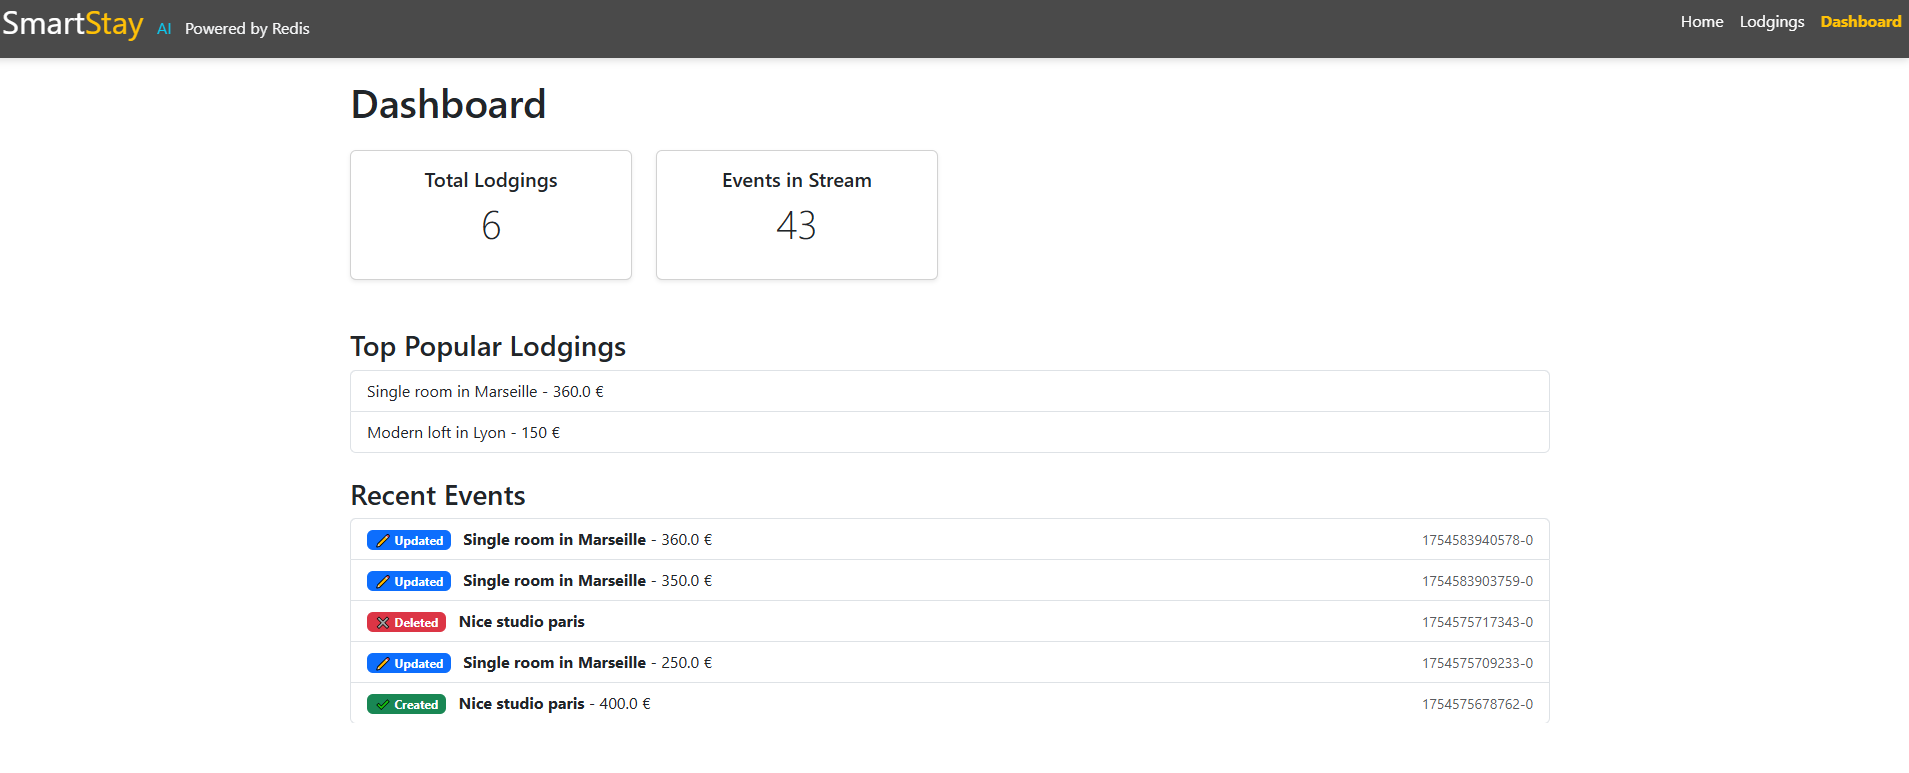 SmartStay AI Powered by Redis Home Lodgings Dashboard
Dashboard
Total Lodgings
6
Events in Stream
43
Top Popular Lodgings
Single room in Marseille - 360.0 €
Modern loft in Lyon - 150 €
Recent Events
Updated Single room in Marseille - 360.0 € 1754583940578-0
Updated Single room in Marseille - 350.0 € 1754583903759-0
Deleted Nice studio paris 1754575717343-0
Updated Single room in Marseille - 250.0 € 1754575709233-0
Created Nice studio paris - 400.0 € 1754575678762-0